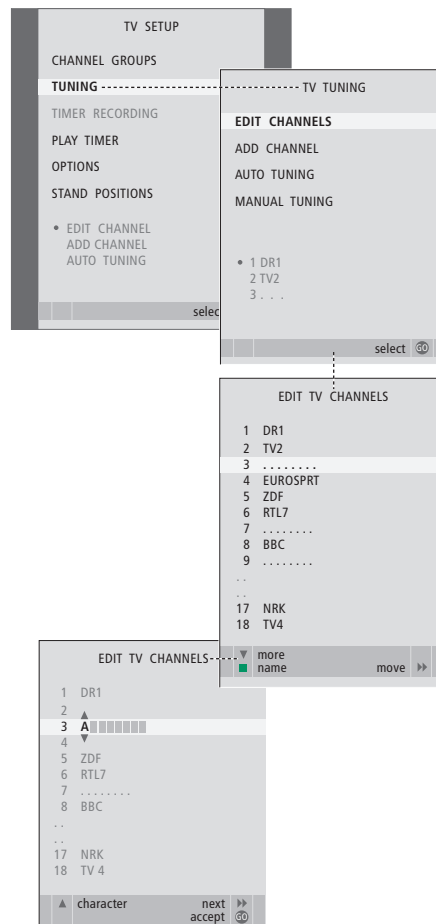 TV SETUP
CHANNEL GROUPS
TUNING
TIMER RECORDING
PLAY TIMER
OPTIONS
STAND POSITIONS
• EDIT CHANNEL
ADD CHANNEL
AUTO TUNING
selec
TV TUNING
EDIT CHANNELS
ADD CHANNEL
AUTO TUNING
MANUAL TUNING
• 1 DR1
2 TV2
3 . . .
select GO
EDIT TV CHANNELS
1 DR1
2 TV2
3 ........
4 EUROSPRT
5 ZDF
6 RTL7
7 ........
8 BBC
9 ........
. .
. .
17 NRK
18 TV4
▼ more
name move ▶▶
EDIT TV CHANNELS
1 DR1
2
3 A
4
5 ZDF
6 RTL7
7 ........
8 BBC
. .
. .
17 NRK
18 TV 4
▲ character next ▶▶
accept GO